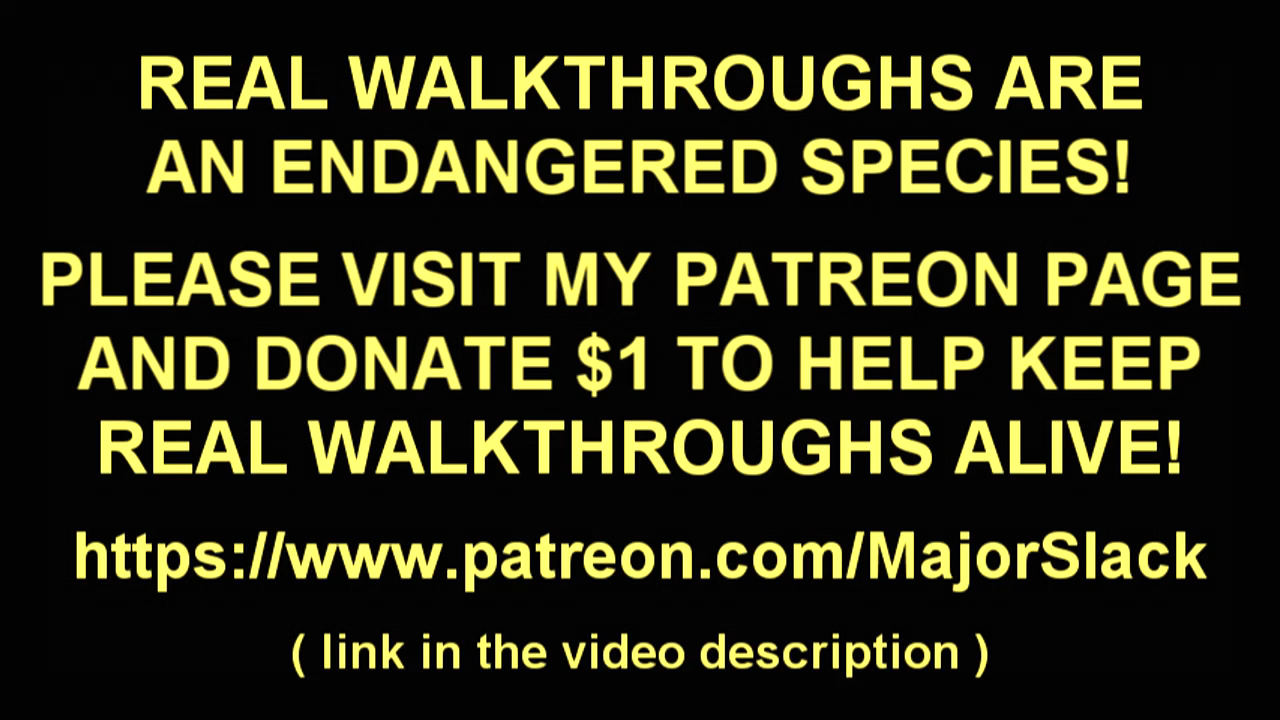 REAL WALKTHROUGHS ARE
AN ENDANGERED SPECIES!
PLEASE VISIT MY PATREON PAGE
AND DONATE $1 TO HELP KEEP
REAL WALKTHROUGHS ALIVE!
https://www.patreon.com/MajorSlack
( link in the video description )